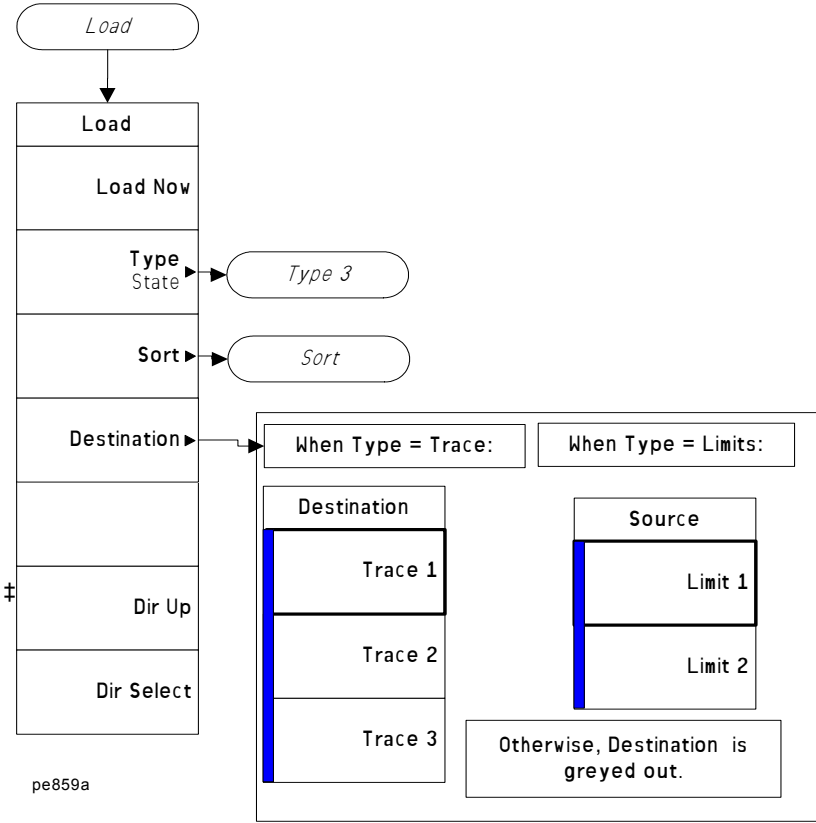 Load
Load
Load Now
Type
State
Type 3
Sort
Sort
Destination
When Type = Trace:
When Type = Limits:
Destination
Trace 1
Trace 2
Trace 3
Source
Limit 1
Limit 2
Otherwise, Destination is
greyed out.
‡
Dir Up
Dir Select
pe859a